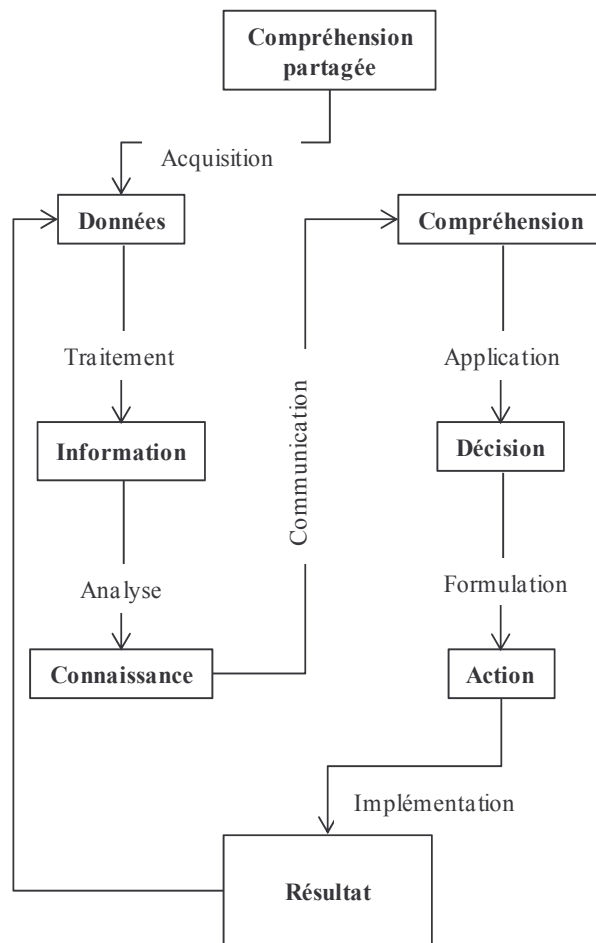 Compréhension
partagée
Acquisition
Données
Compréhension
Traitement
Application
Information
Décision
Communication
Analyse
Formulation
Connaissance
Action
Implémentation
Résultat